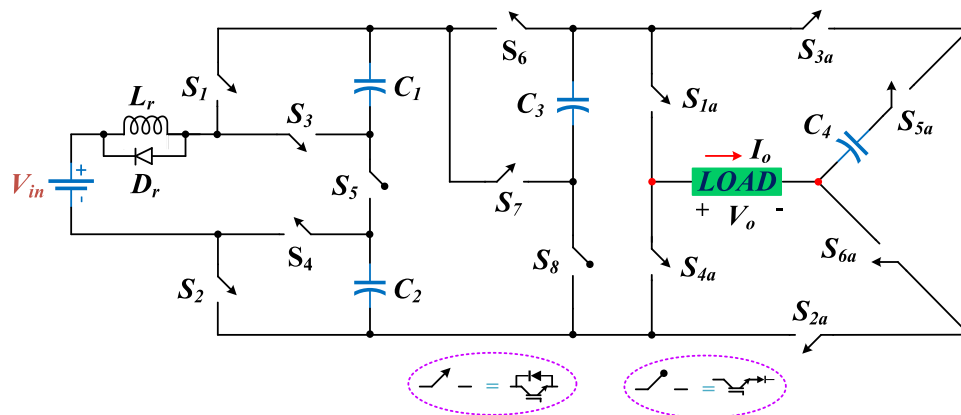 S6
S3a
S1
Lr
C1
C3
S1a
S5a
S3
C4
Io
Dr
S5
S7
LOAD
Vin
+
-
+ Vo -
S4
S8
S4a
S6a
S2
C2
S2a
=
=